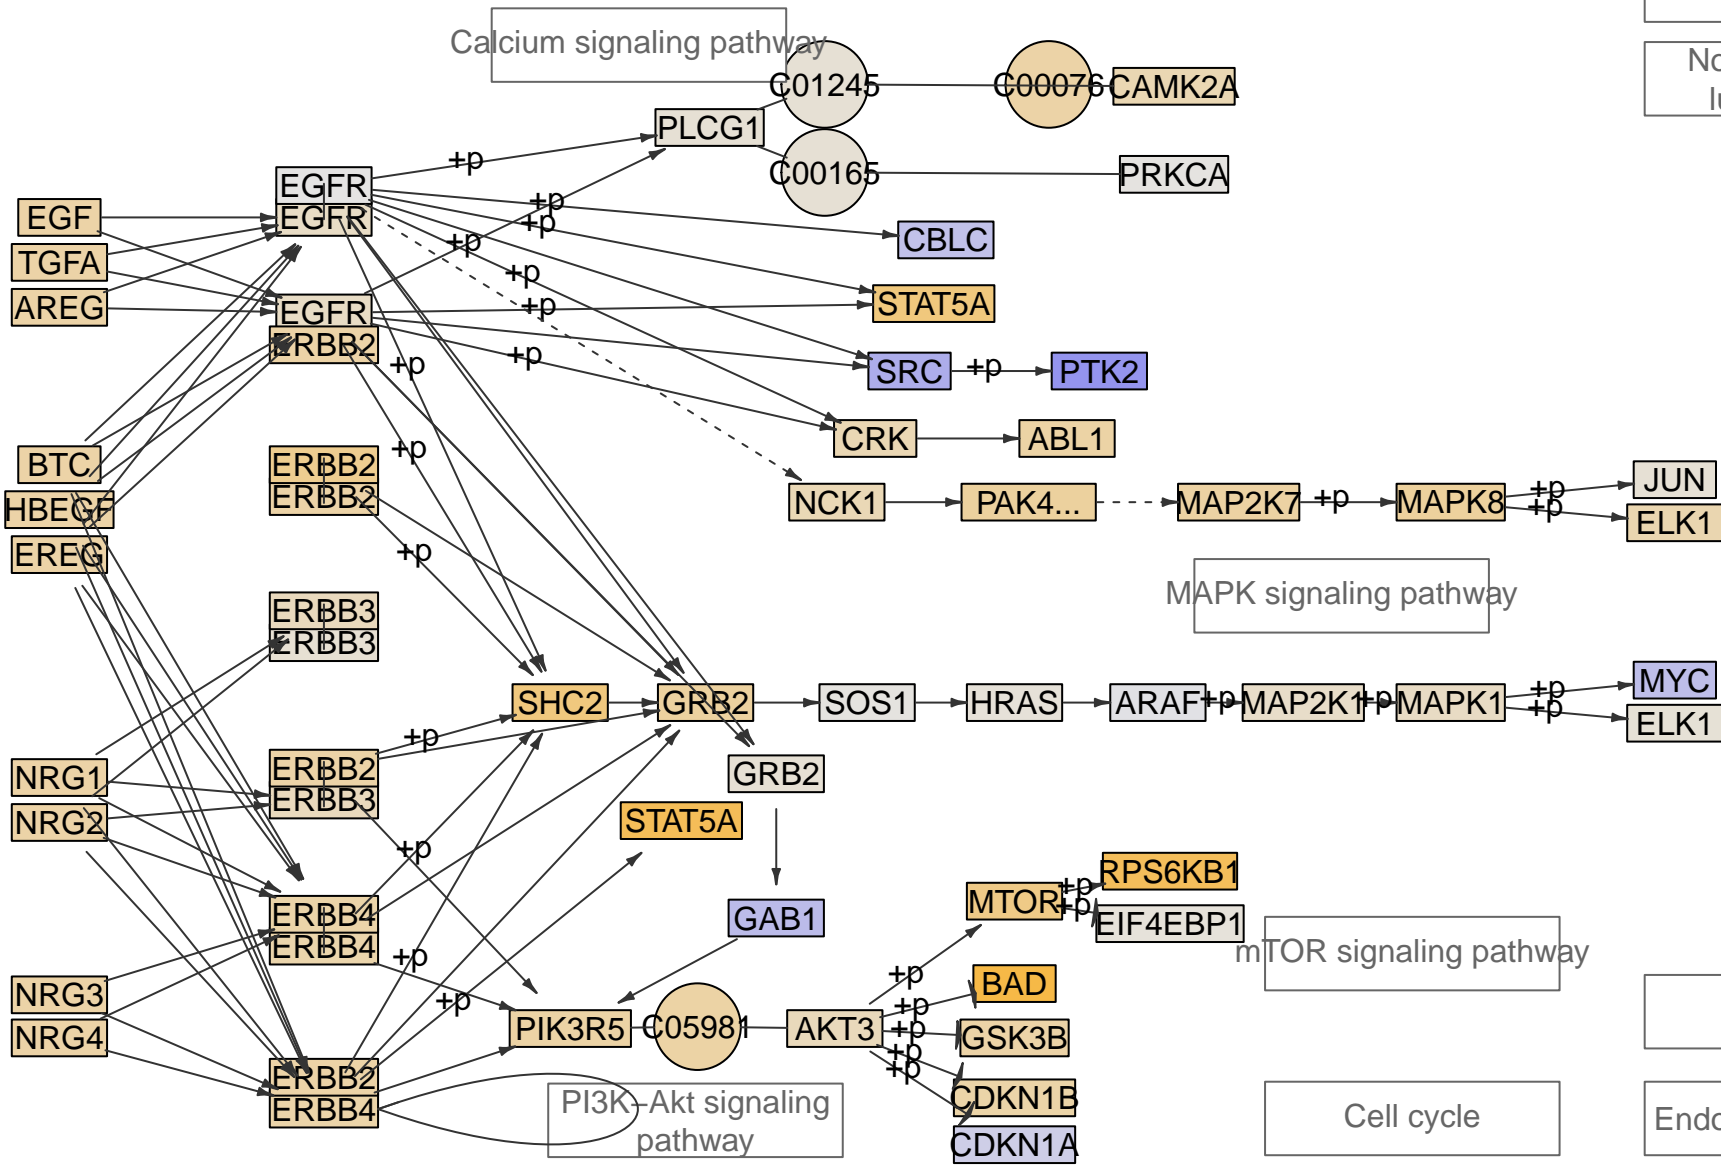 Calcium signaling pathway
No
lu
C01245
C00076
CAMK2A
PLCG1
+p
C00165
PRKCA
EGFR
EGFR
EGF
+p
+p
CBLC
TGFA
+p
+p
AREG
EGFR
+p
STAT5A
ERBB2
+p
+p
SRC
+p
PTK2
CRK
ABL1
+p
BTC
ERBB2
ERBB2
HBEGF
NCK1
PAK4...
MAP2K7
+p
MAPK8
+p
+p
JUN
ELK1
EREG
+p
MAPK signaling pathway
ERBB3
ERBB3
SHC2
GRB2
SOS1
HRAS
ARAF
+p
MAP2K1
+p
MAPK1
+p
+p
MYC
ELK1
+p
NRG1
ERBB2
ERBB3
GRB2
NRG2
STAT5A
+p
RPS6KB1
+p
+p
MTOR
EIF4EBP1
ERBB4
ERBB4
GAB1
mTOR signaling pathway
+p
+p
BAD
NRG3
+p
+p
PIK3R5
C05981
AKT3
+p
GSK3B
NRG4
+p
+p
ERBB2
ERBB4
PI3K−Akt signaling
pathway
CDKN1B
CDKN1A
Cell cycle
Endo